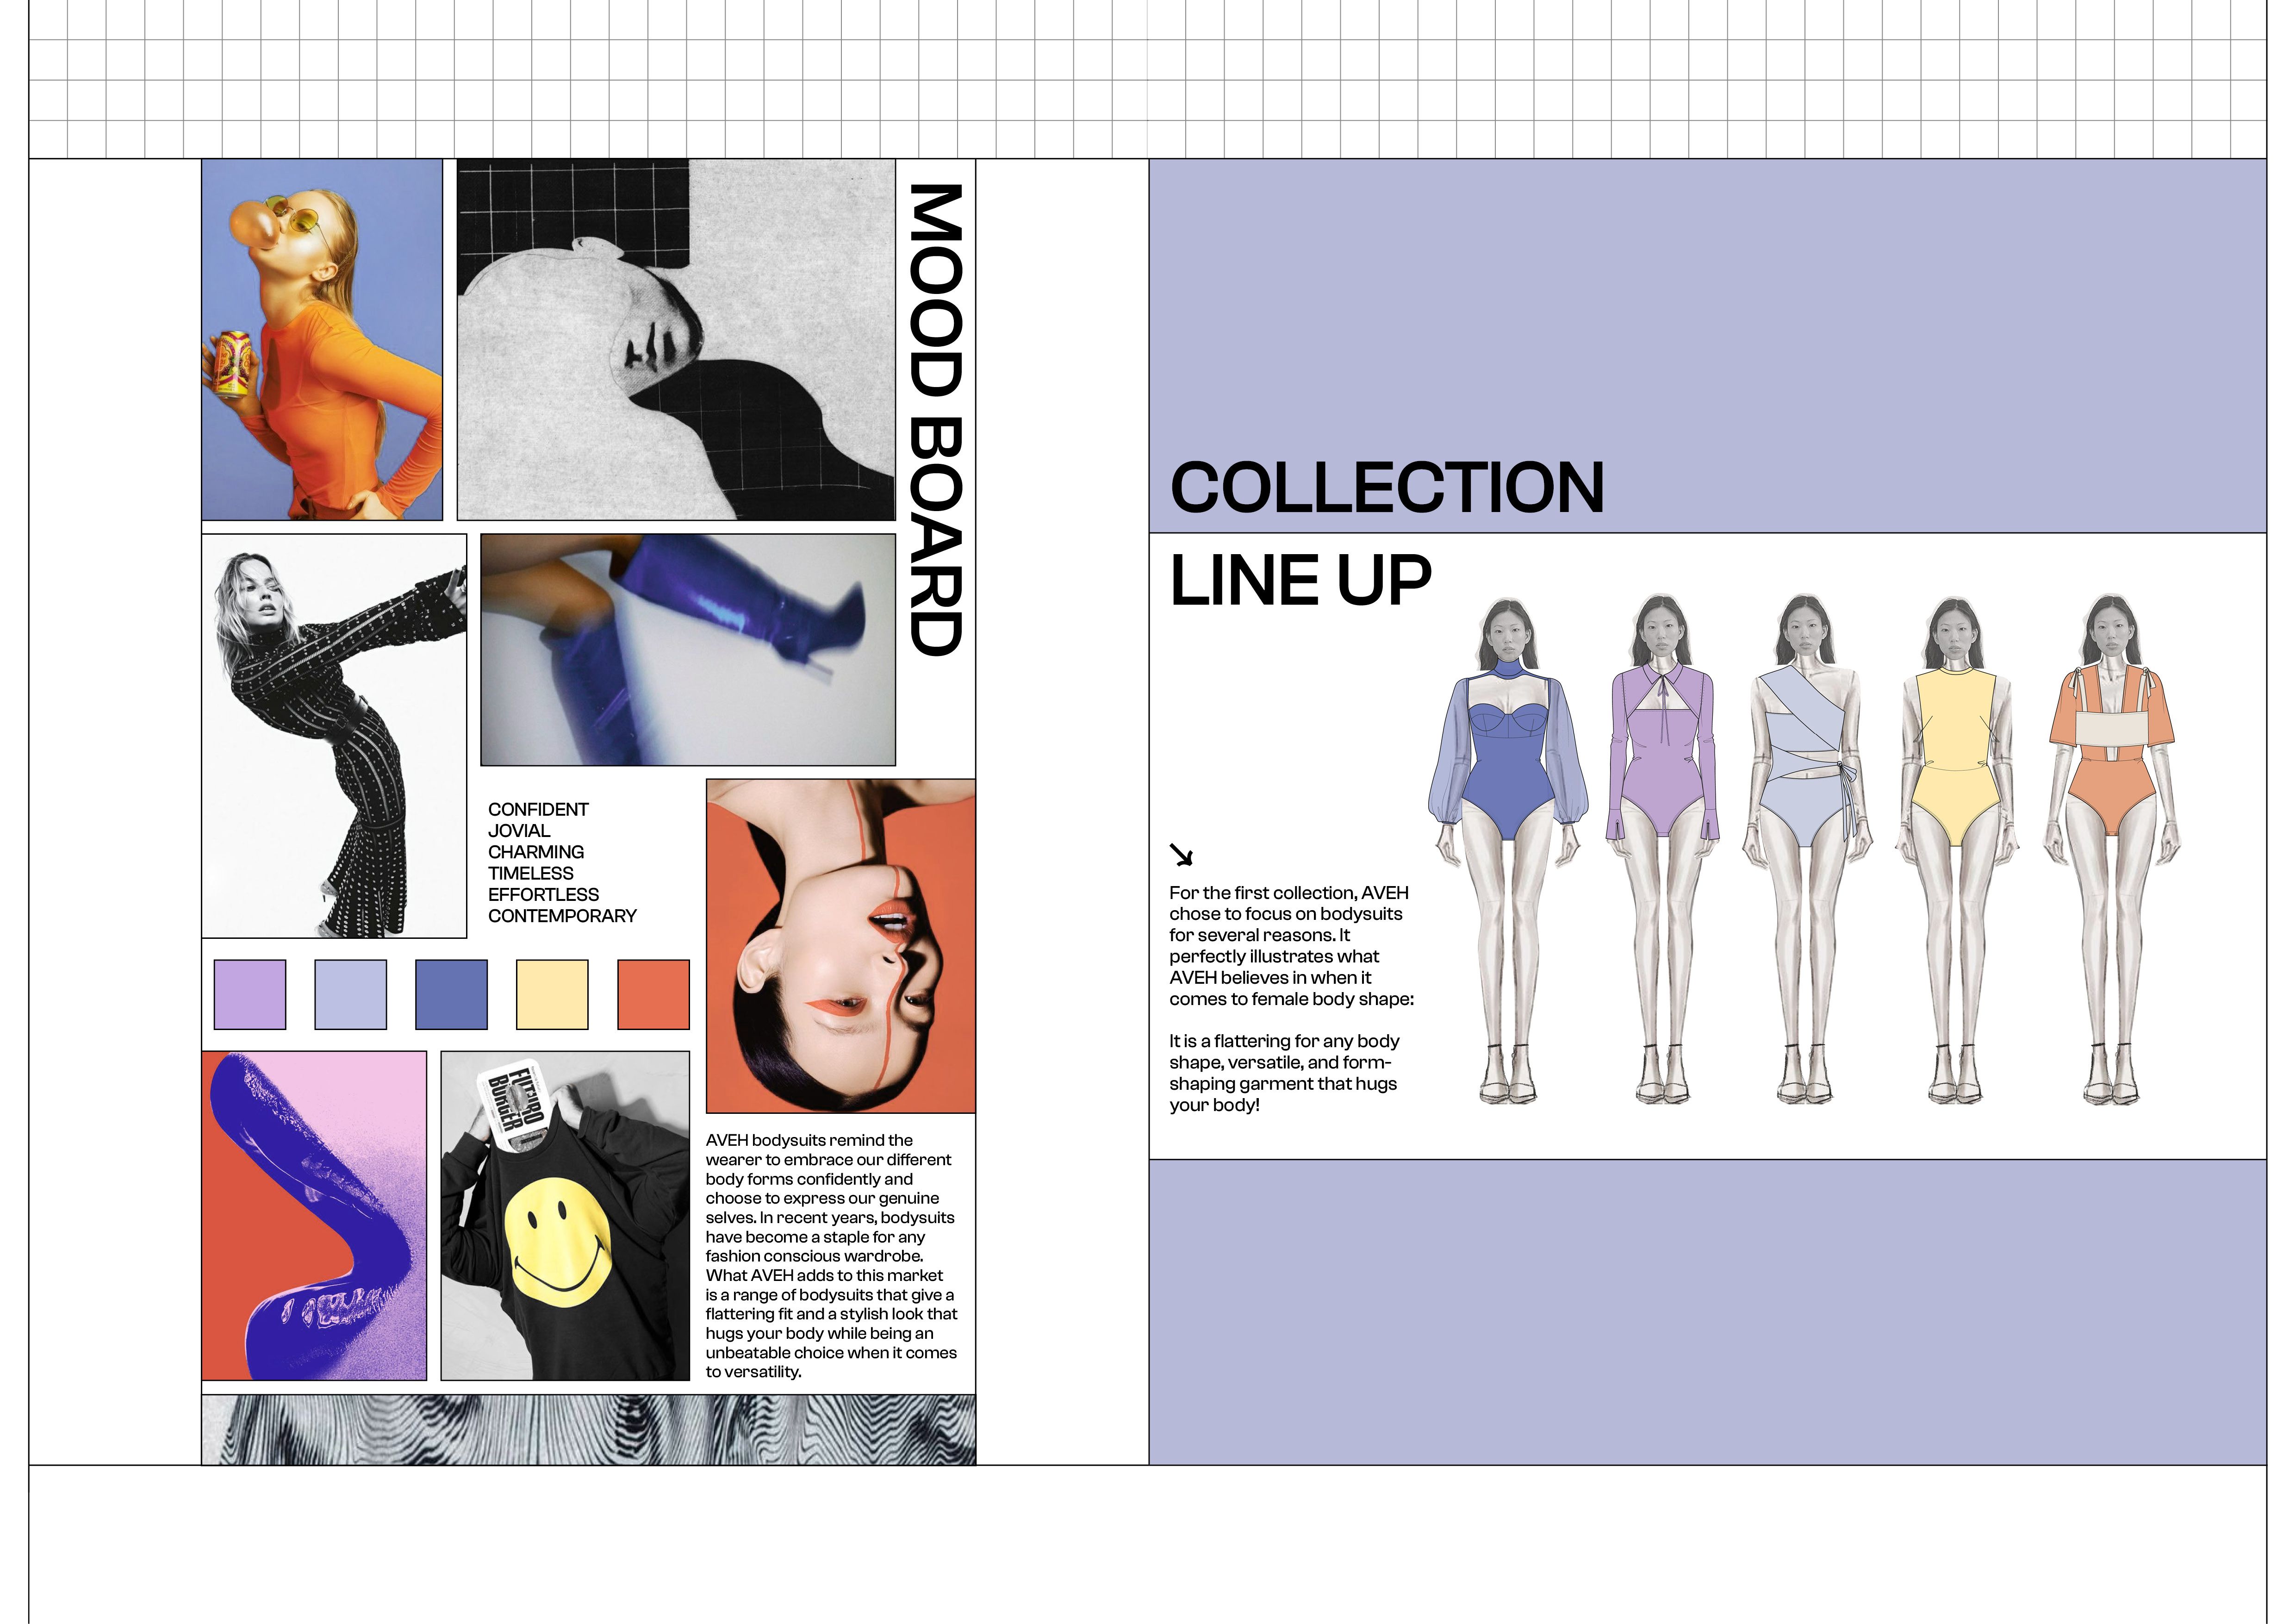 MOOD BOARD
CONFIDENT
JOVIAL
CHARMING
TIMELESS
EFFORTLESS
CONTEMPORARY
FUTURO
BURGER
AVEH bodysuits remind the
wearer to embrace our different
body forms confidently and
choose to express our genuine
selves. In recent years, bodysuits
have become a staple for any
fashion conscious wardrobe.
What AVEH adds to this market
is a range of bodysuits that give a
flattering fit and a stylish look that
hugs your body while being an
unbeatable choice when it comes
to versatility.
COLLECTION
LINE UP
For the first collection, AVEH
chose to focus on bodysuits
for several reasons. It
perfectly illustrates what
AVEH believes in when it
comes to female body shape:
It is a flattering for any body
shape, versatile, and form-
shaping garment that hugs
your body!